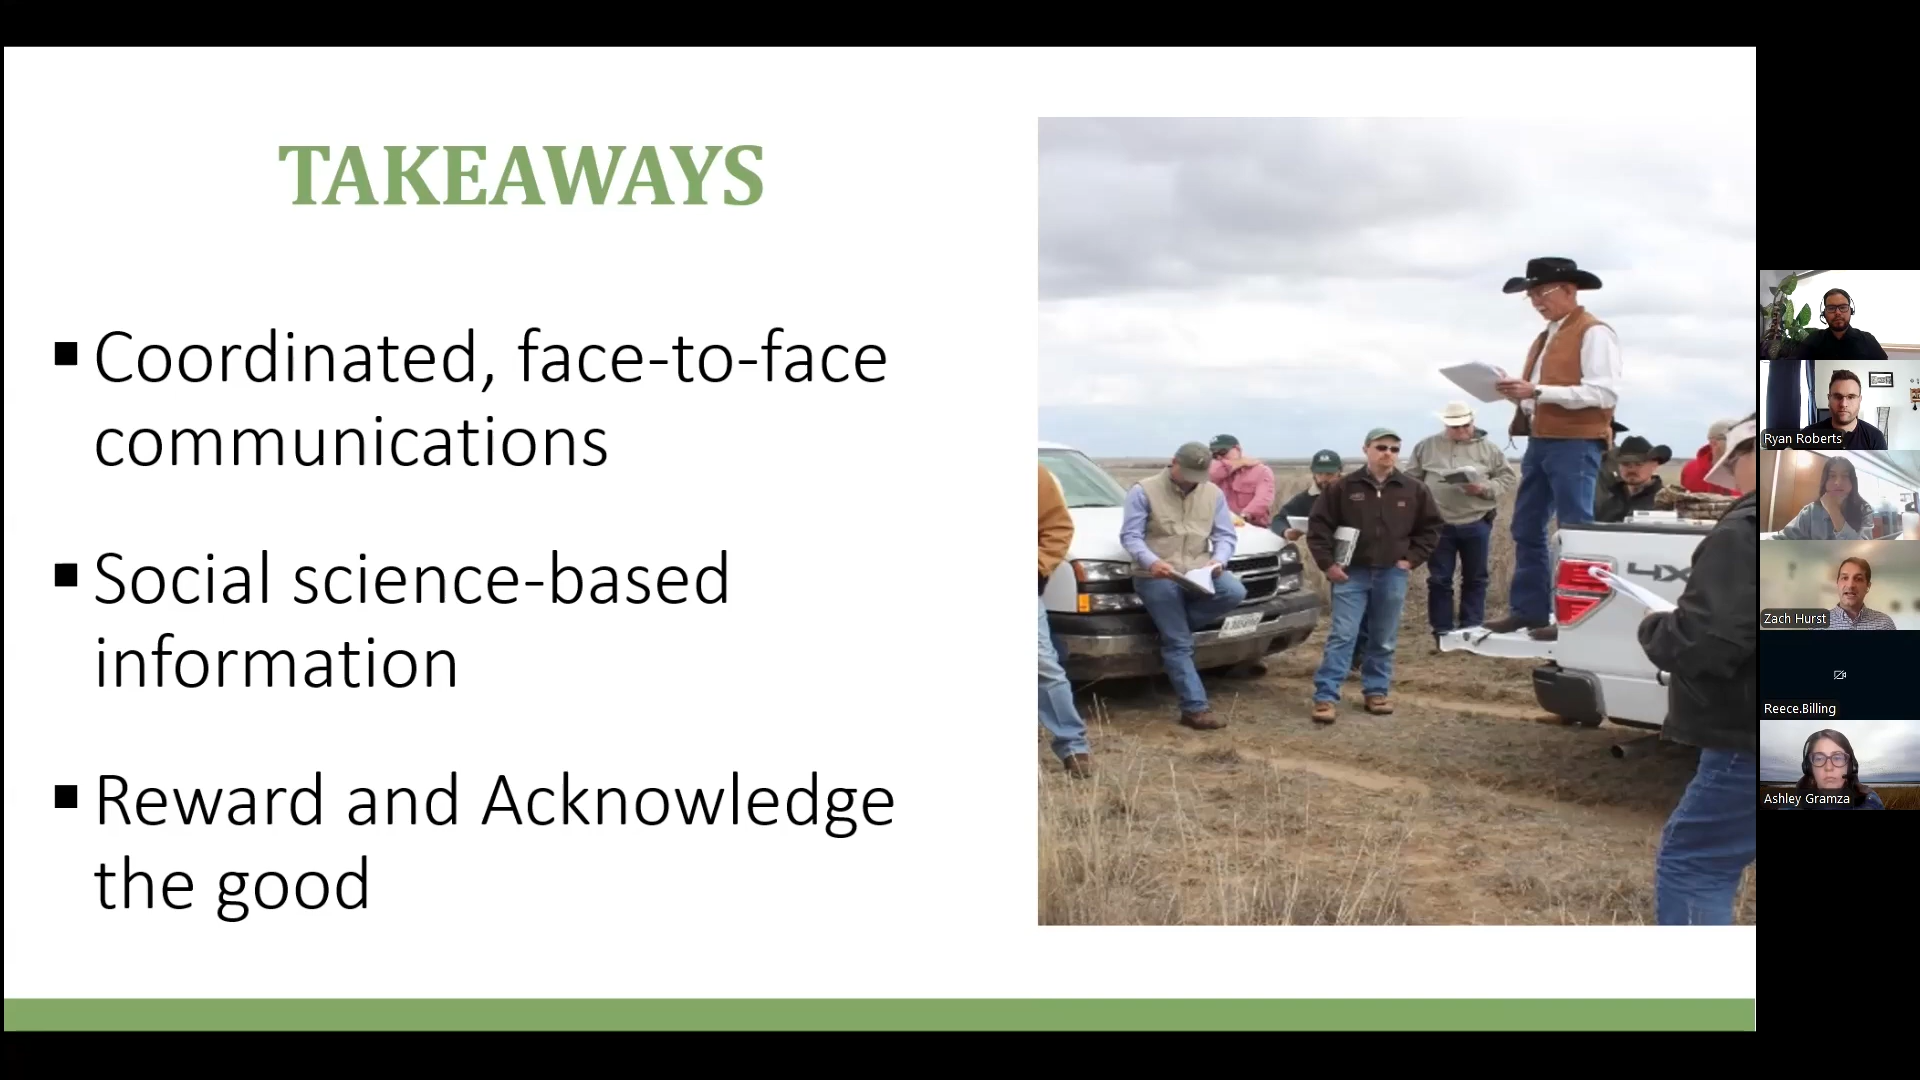 TAKEAWAYS
▪ Coordinated, face-to-face
communications
▪ Social science-based
information
▪ Reward and Acknowledge
the good
4X
Ryan Roberts
Zach Hurst
Reece.Billing
Ashley Gramza